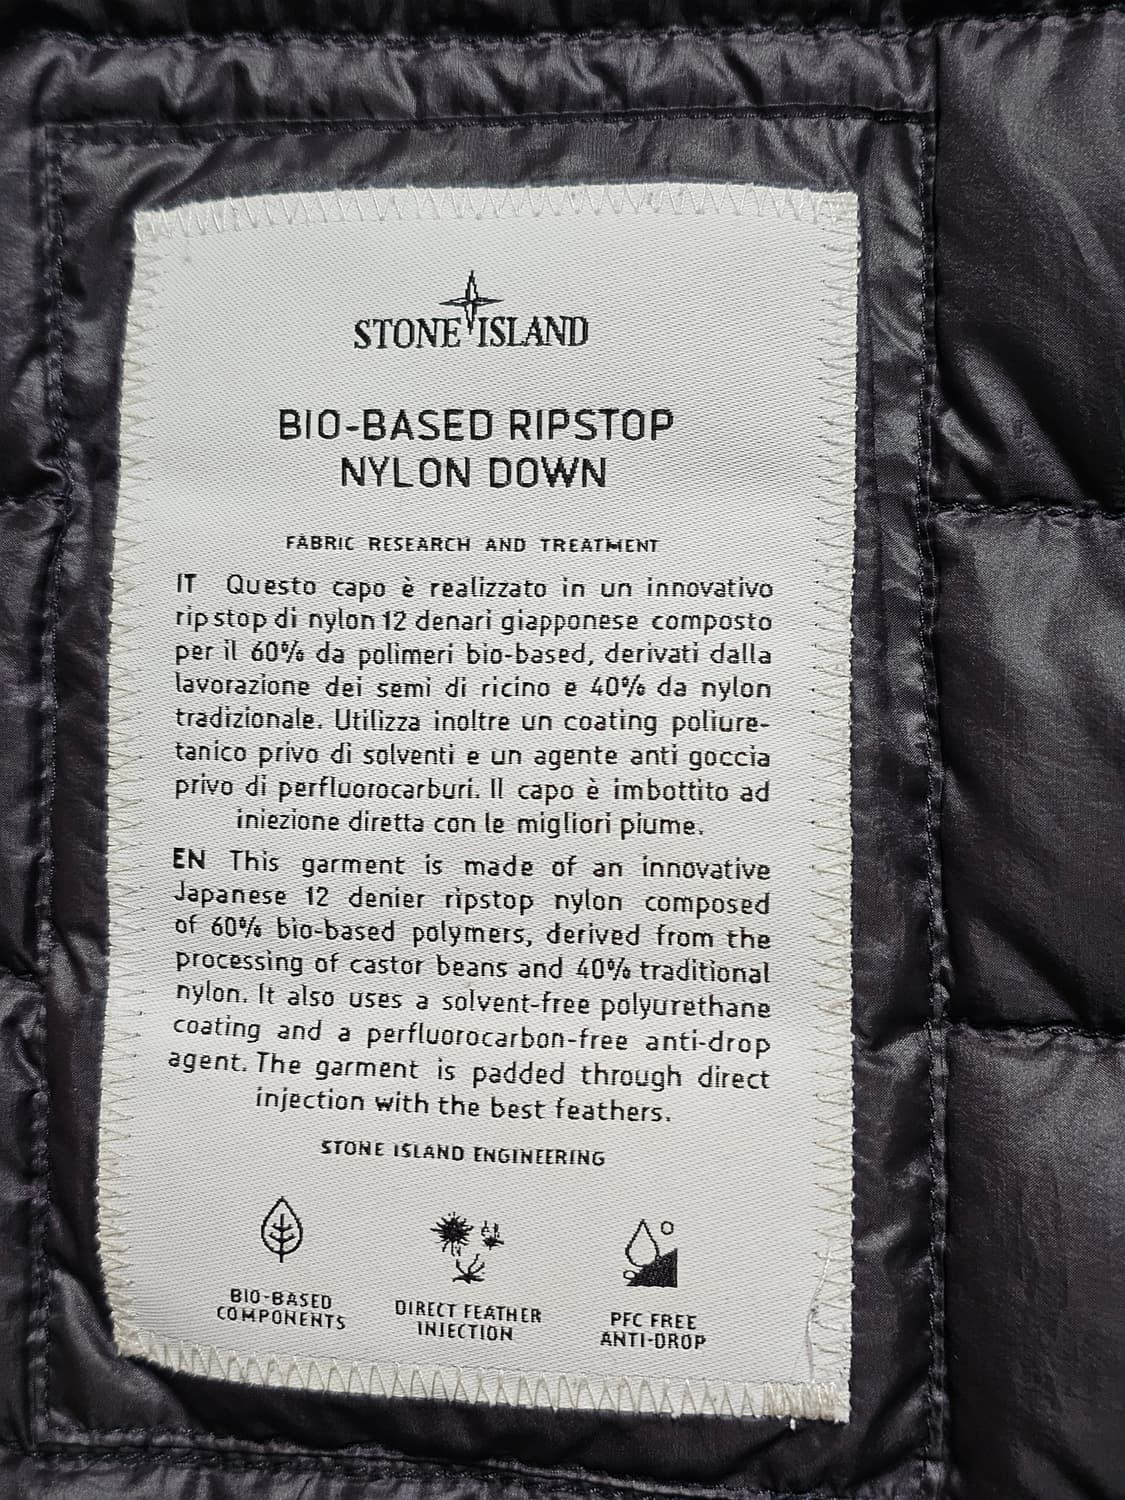 STONE ISLAND
BIO-BASED RIPSTOP
NYLON DOWN
FABRIC RESEARCH AND TREATMENT
IT Questo capo è realizzato in un innovativo
rip stop di nylon 12 denari giapponese composto
per il 60% da polimeri bio-based, derivati dalla
lavorazione dei semi di ricino e 40% da nylon
tradizionale. Utilizza inoltre un coating poliure-
tanico privo di solventi e un agente anti goccia
privo di perfluorocarburi. Il capo è imbottito ad
iniezione diretta con le migliori piume.
EN This garment is made of an innovative
Japanese 12 denier ripstop nylon composed
of 60% bio-based polymers, derived from the
processing of castor beans and 40% traditional
nylon. It also uses a solvent-free polyurethane
coating and a perfluorocarbon-free anti-drop
agent. The garment is padded through direct
injection with the best feathers.
STONE ISLAND ENGINEERING
BIO-BASED
COMPONENTS
DIRECT FEATHER
INJECTION
PFC FREE
ANTI-DROP